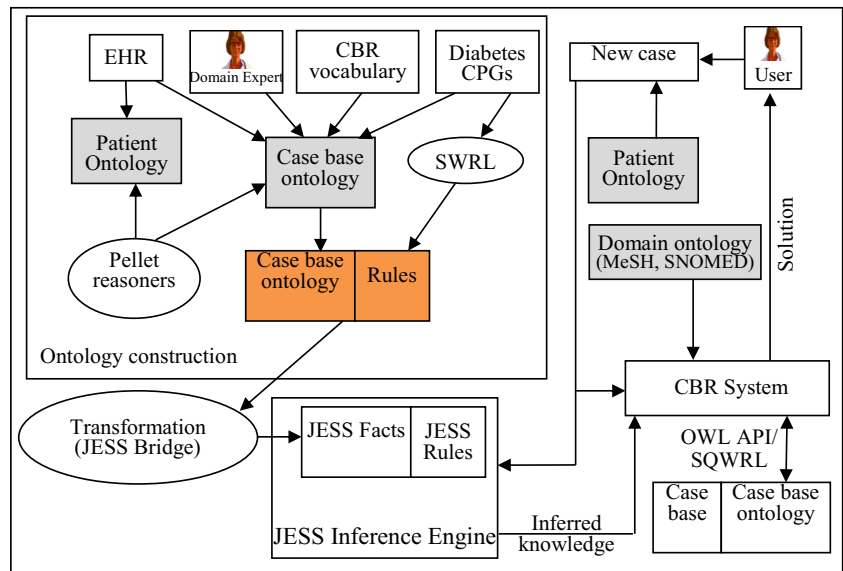 EHR
Domain Expert
CBR
vocabulary
Diabetes
CPGs
New case
User
Patient
Ontology
Case base
ontology
SWRL
Patient
Ontology
Pellet
reasoners
Case base
ontology
Rules
Domain ontology
(MeSH, SNOMED)
Solution
Ontology construction
CBR System
Transformation
(JESS Bridge)
JESS Facts
JESS
Rules
OWL API/
SQWRL
Case
base
Case base
ontology
JESS Inference Engine
Inferred
knowledge